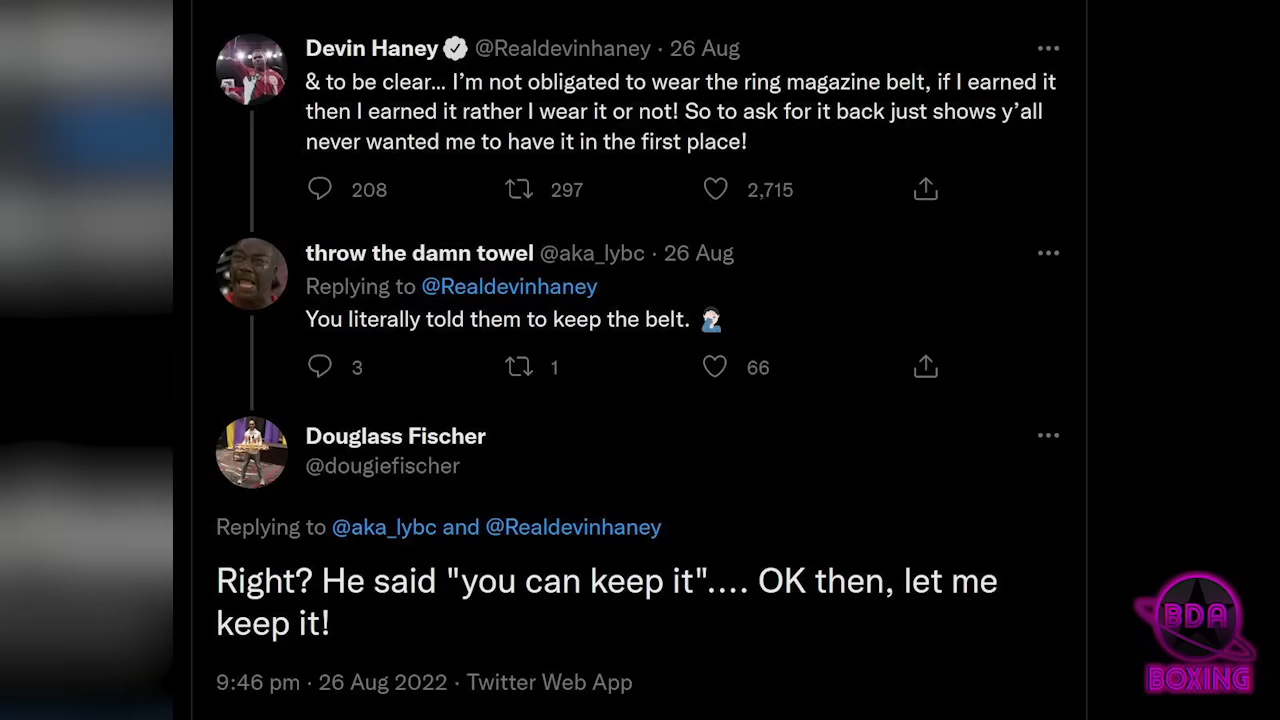 Devin Haney @Realdevinhaney · 26 Aug
& to be clear... I'm not obligated to wear the ring magazine belt, if I earned it
then I earned it rather I wear it or not! So to ask for it back just shows y'all
never wanted me to have it in the first place!
208 297 2,715
throw the damn towel @aka_lybc · 26 Aug
Replying to @Realdevinhaney
You literally told them to keep the belt. 🤦🏻‍♂️
3 1 66
Douglass Fischer
@dougiefischer
Replying to @aka_lybc and @Realdevinhaney
Right? He said "you can keep it".... OK then, let me
keep it!
9:46 pm · 26 Aug 2022 · Twitter Web App
BDA
BOXING